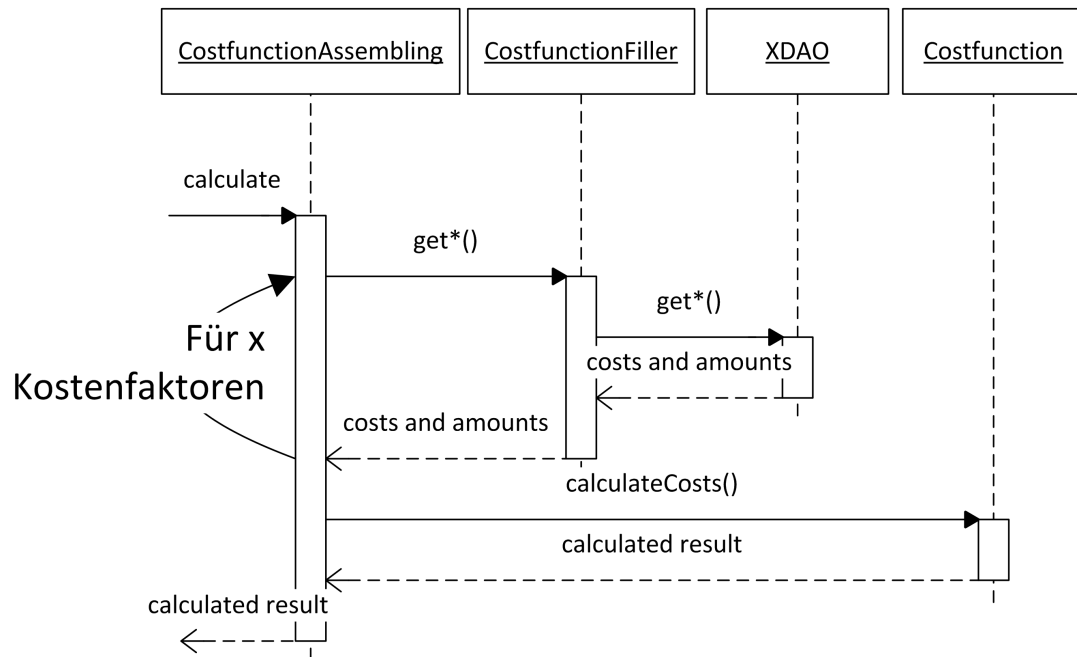 CostfunctionAssembling
CostfunctionFiller
XDAO
Costfunction
calculate
get*()
get*()
Für x
Kostenfaktoren
costs and amounts
costs and amounts
calculateCosts()
calculated result
calculated result